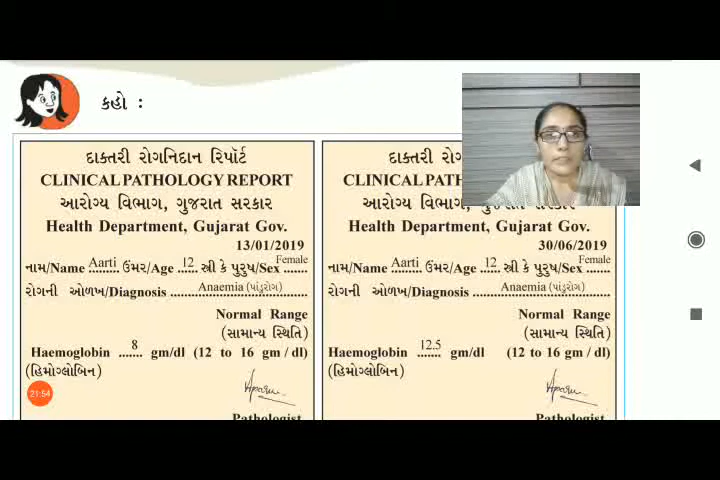 કહો :
દાક્તરી રોગનિદાન રિપૉર્ટ
CLINICAL PATHOLOGY REPORT
આરોગ્ય વિભાગ, ગુજરાત સરકાર
Health Department, Gujarat Gov.
13/01/2019
નામ/Name Aarti ઉંમર/Age 12 સ્ત્રી કે પુરુષ/Sex Female
રોગની ઓળખ/Diagnosis Anaemia (પાંડૂરોગ)
Normal Range
(સામાન્ય સ્થિતિ)
Haemoglobin 8 gm/dl (12 to 16 gm / dl)
(હિમોગ્લોબિન)
Pathologist
દાક્તરી
CLINICAL
આરોગ્ય વિભાગ, ગુજરાત સરકાર
Health Department, Gujarat Gov.
30/06/2019
નામ/Name Aarti ઉંમર/Age 12 સ્ત્રી કે પુરુષ/Sex Female
રોગની ઓળખ/Diagnosis Anaemia (પાંડૂરોગ)
Normal Range
(સામાન્ય સ્થિતિ)
Haemoglobin 12.5 gm/dl (12 to 16 gm / dl)
(હિમોગ્લોબિન)
Pathologist
21:54